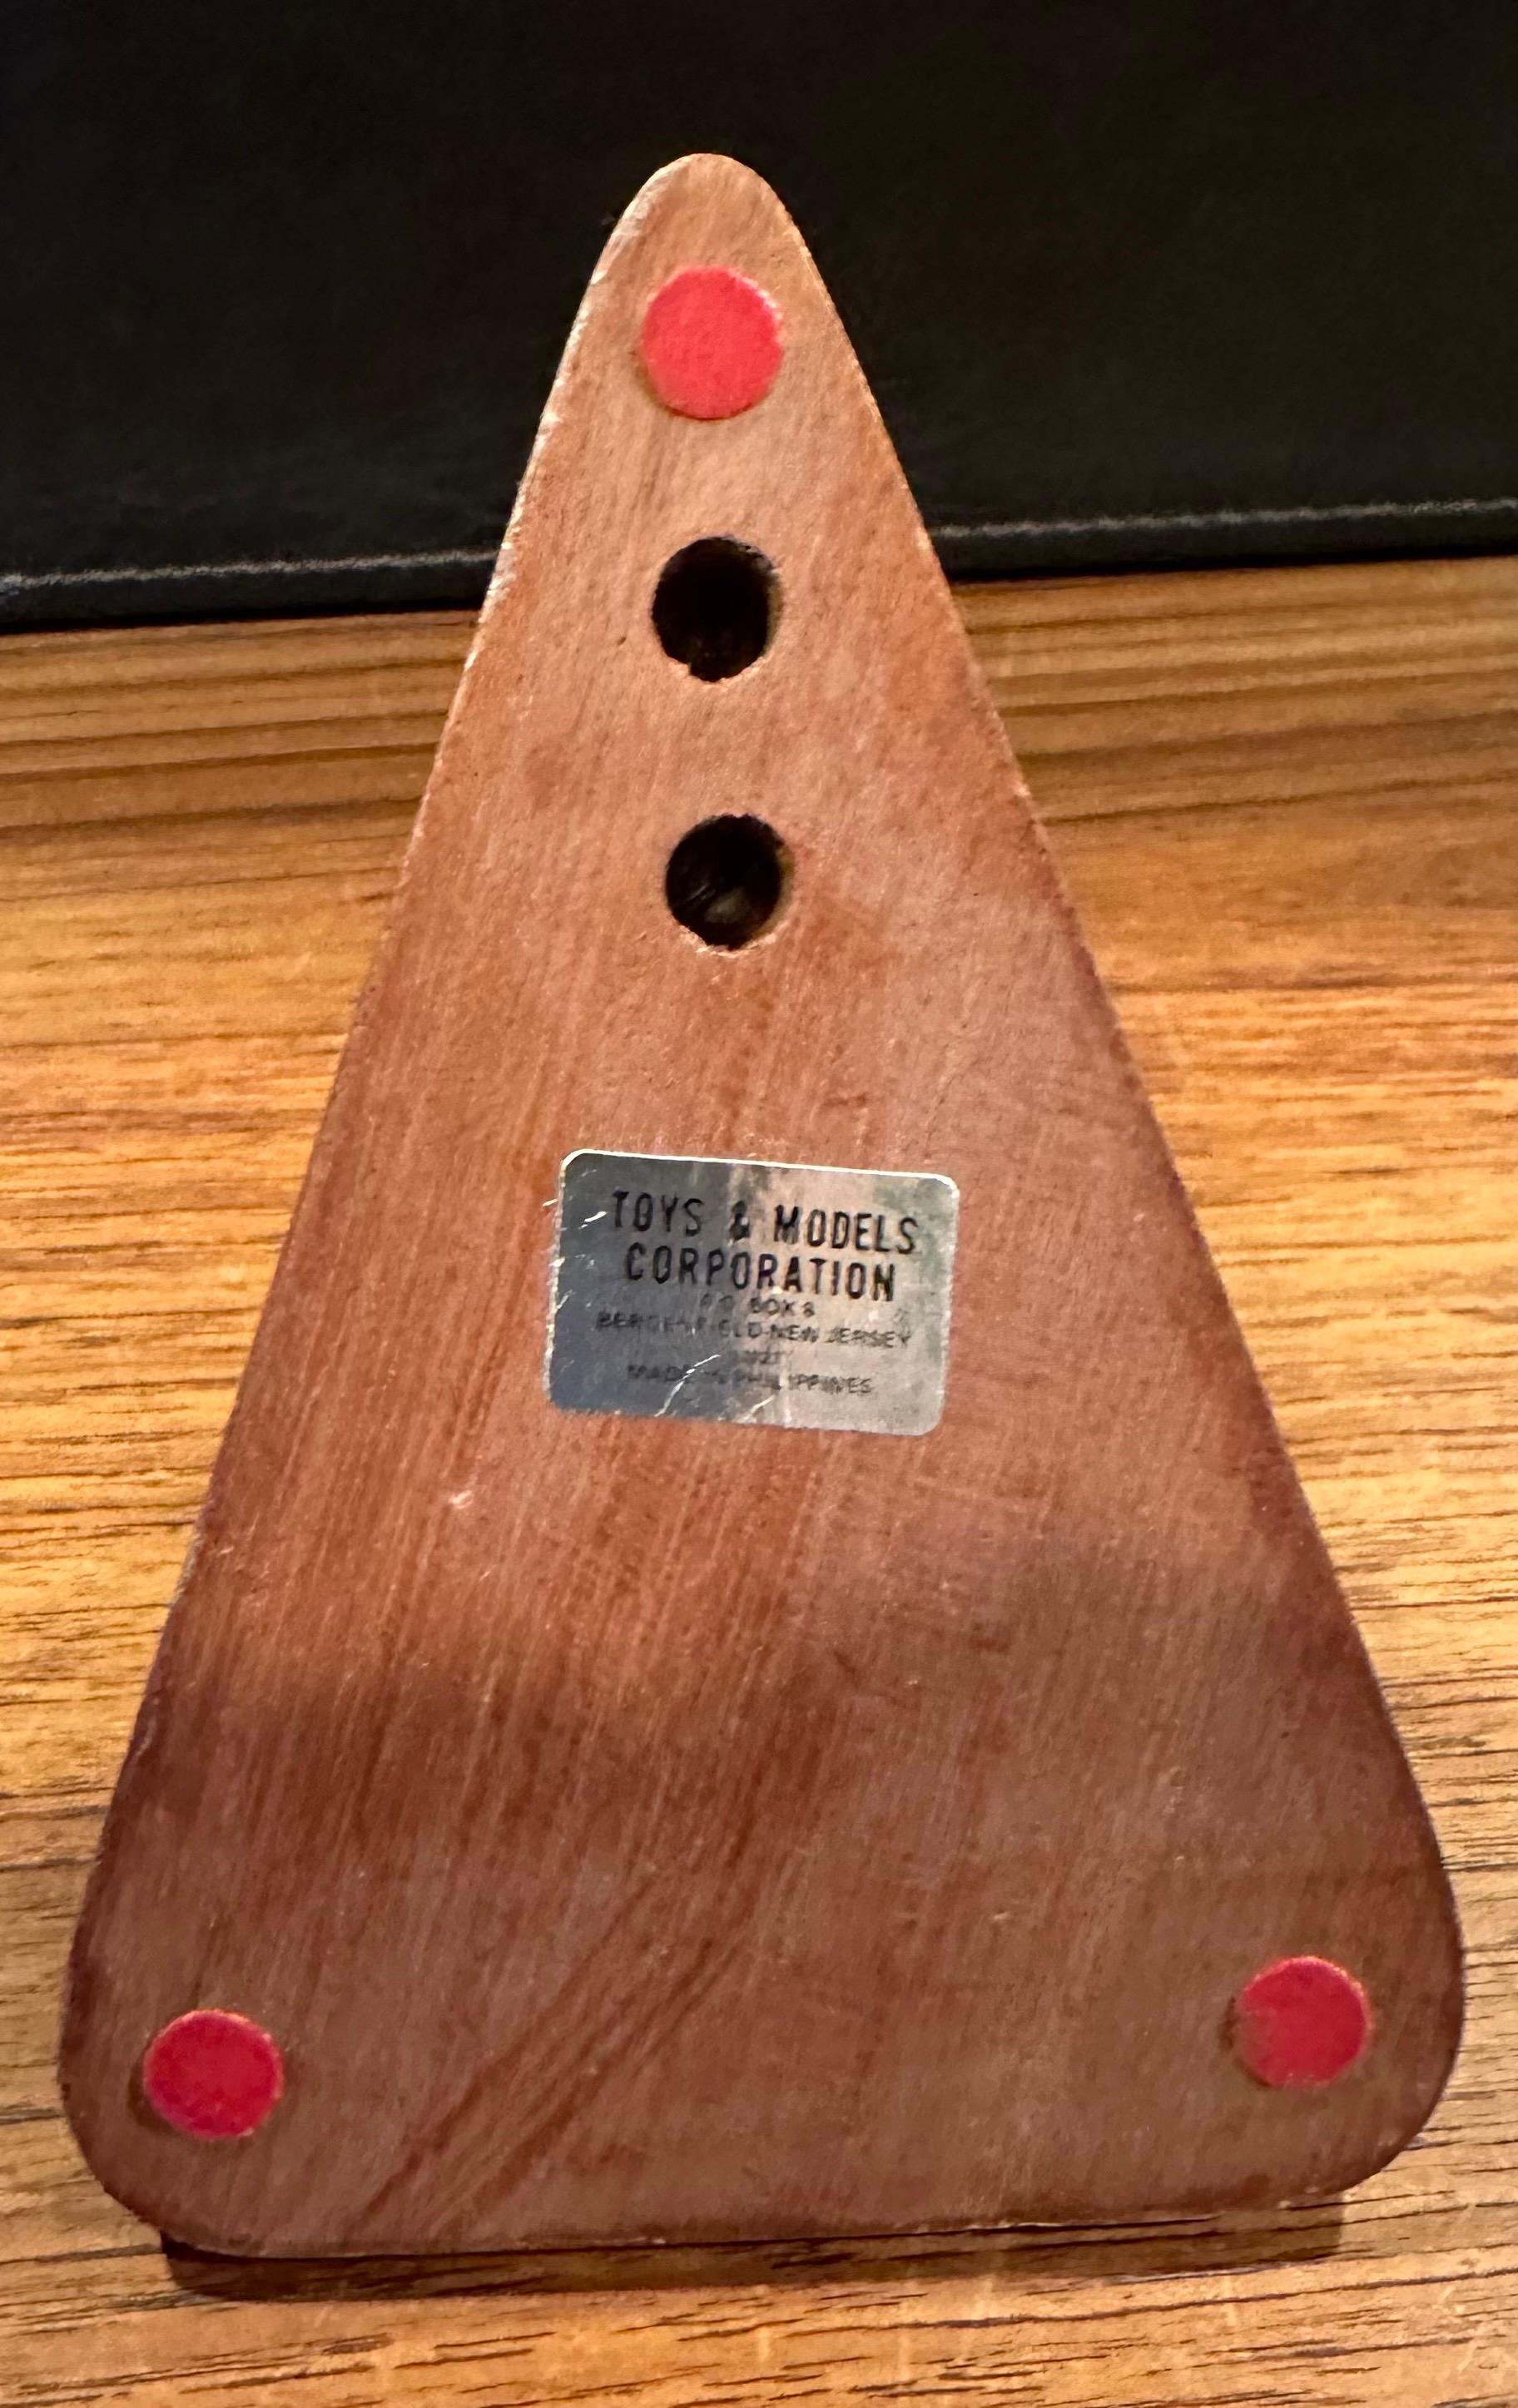 TOYS & MODELS
CORPORATION
P.O. BOX 8
BERGENFIELD NEW JERSEY
MADE IN PHILIPPINES